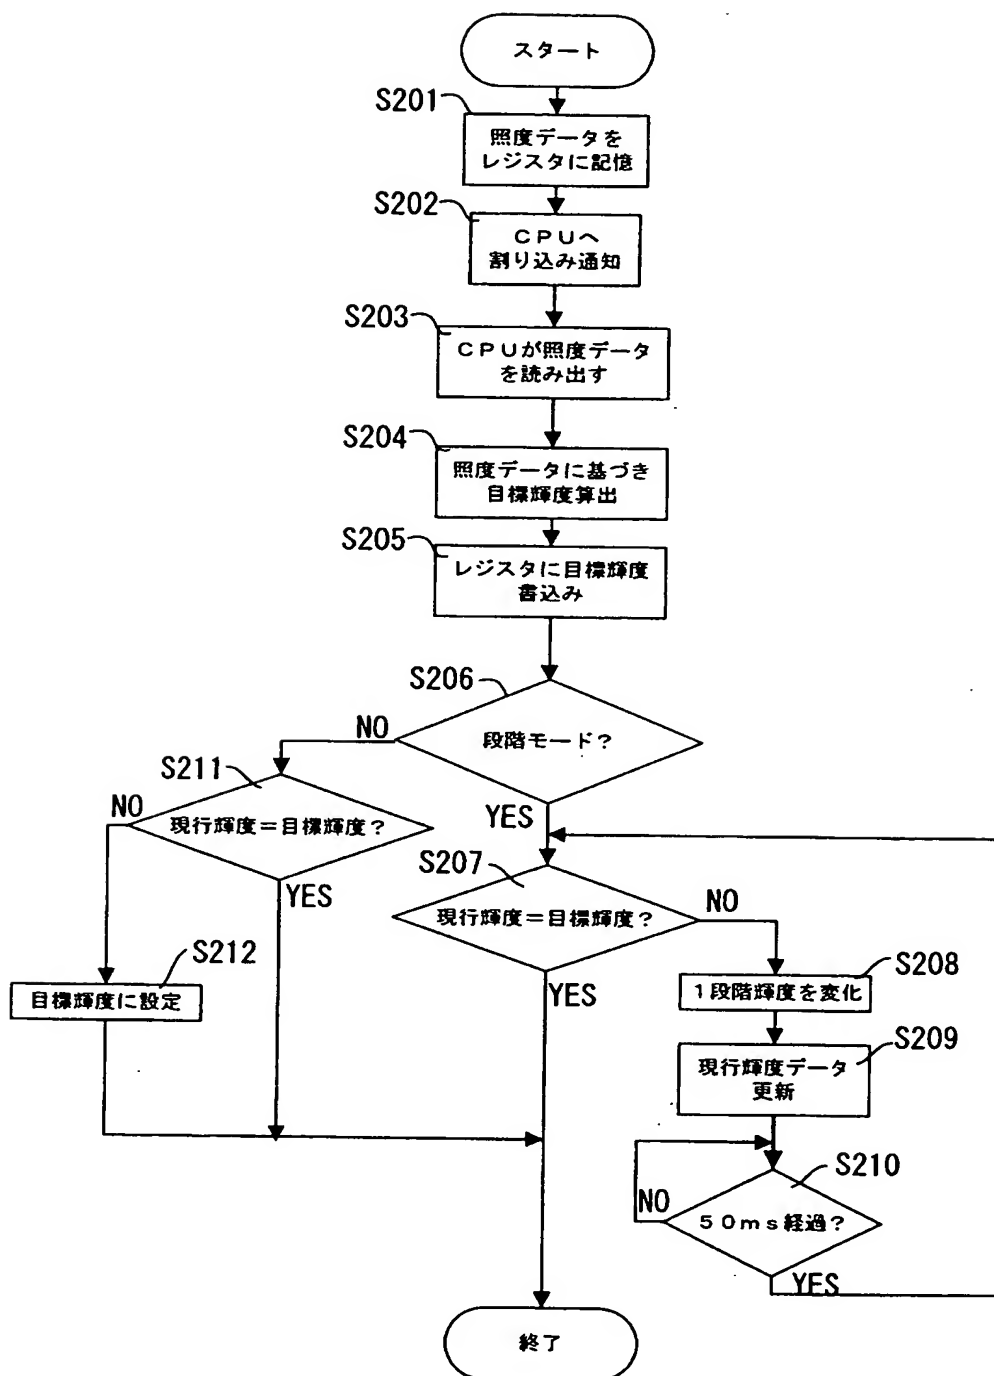 スタート
S201
照度データを
レジスタに記憶
S202
CPUへ
割り込み通知
S203
CPUが照度データ
を読み出す
S204
照度データに基づき
目標輝度算出
S205
レジスタに目標輝度
書込み
S206
段階モード?
NO
YES
S211
現行輝度=目標輝度?
NO
YES
S212
目標輝度に設定
S207
現行輝度=目標輝度?
NO
YES
S208
1段階輝度を変化
S209
現行輝度データ
更新
S210
50ms経過?
NO
YES
終了